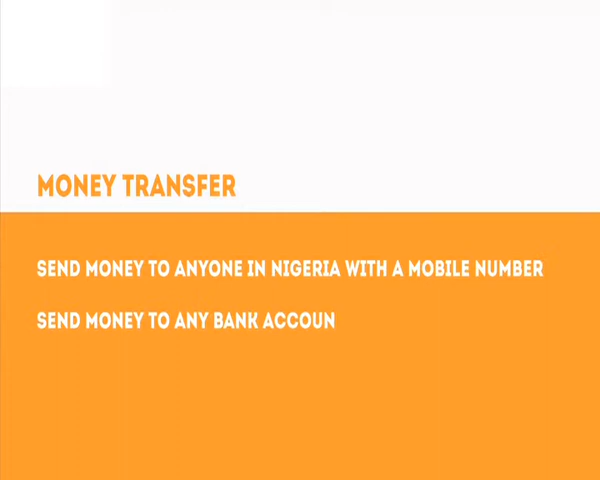 MONEY TRANSFER
SEND MONEY TO ANYONE IN NIGERIA WITH A MOBILE NUMBER
SEND MONEY TO ANY BANK ACCOUN